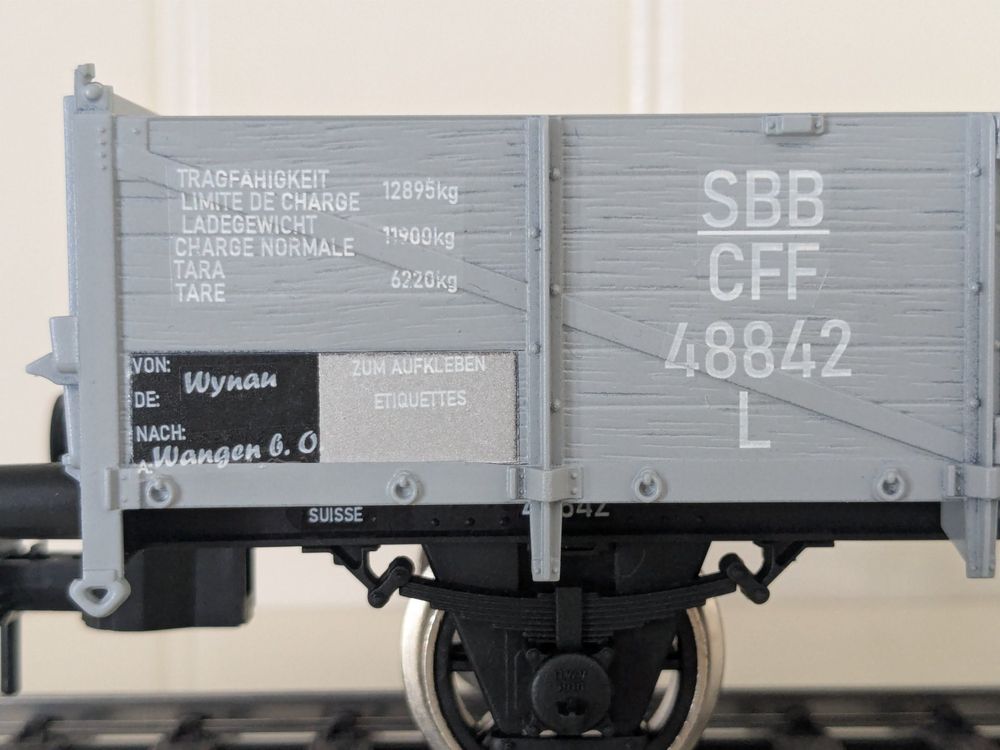 TRAGFÄHIGKEIT
LIMITE DE CHARGE 12895kg
LADEGEWICHT
CHARGE NORMALE 11900kg
TARA
TARE 6220kg
SBB
CFF
48842
L
VON: Wynau
DE:
NACH:
A: Wangen b. O
ZUM AUFKLEBEN
ETIQUETTES
SUISSE